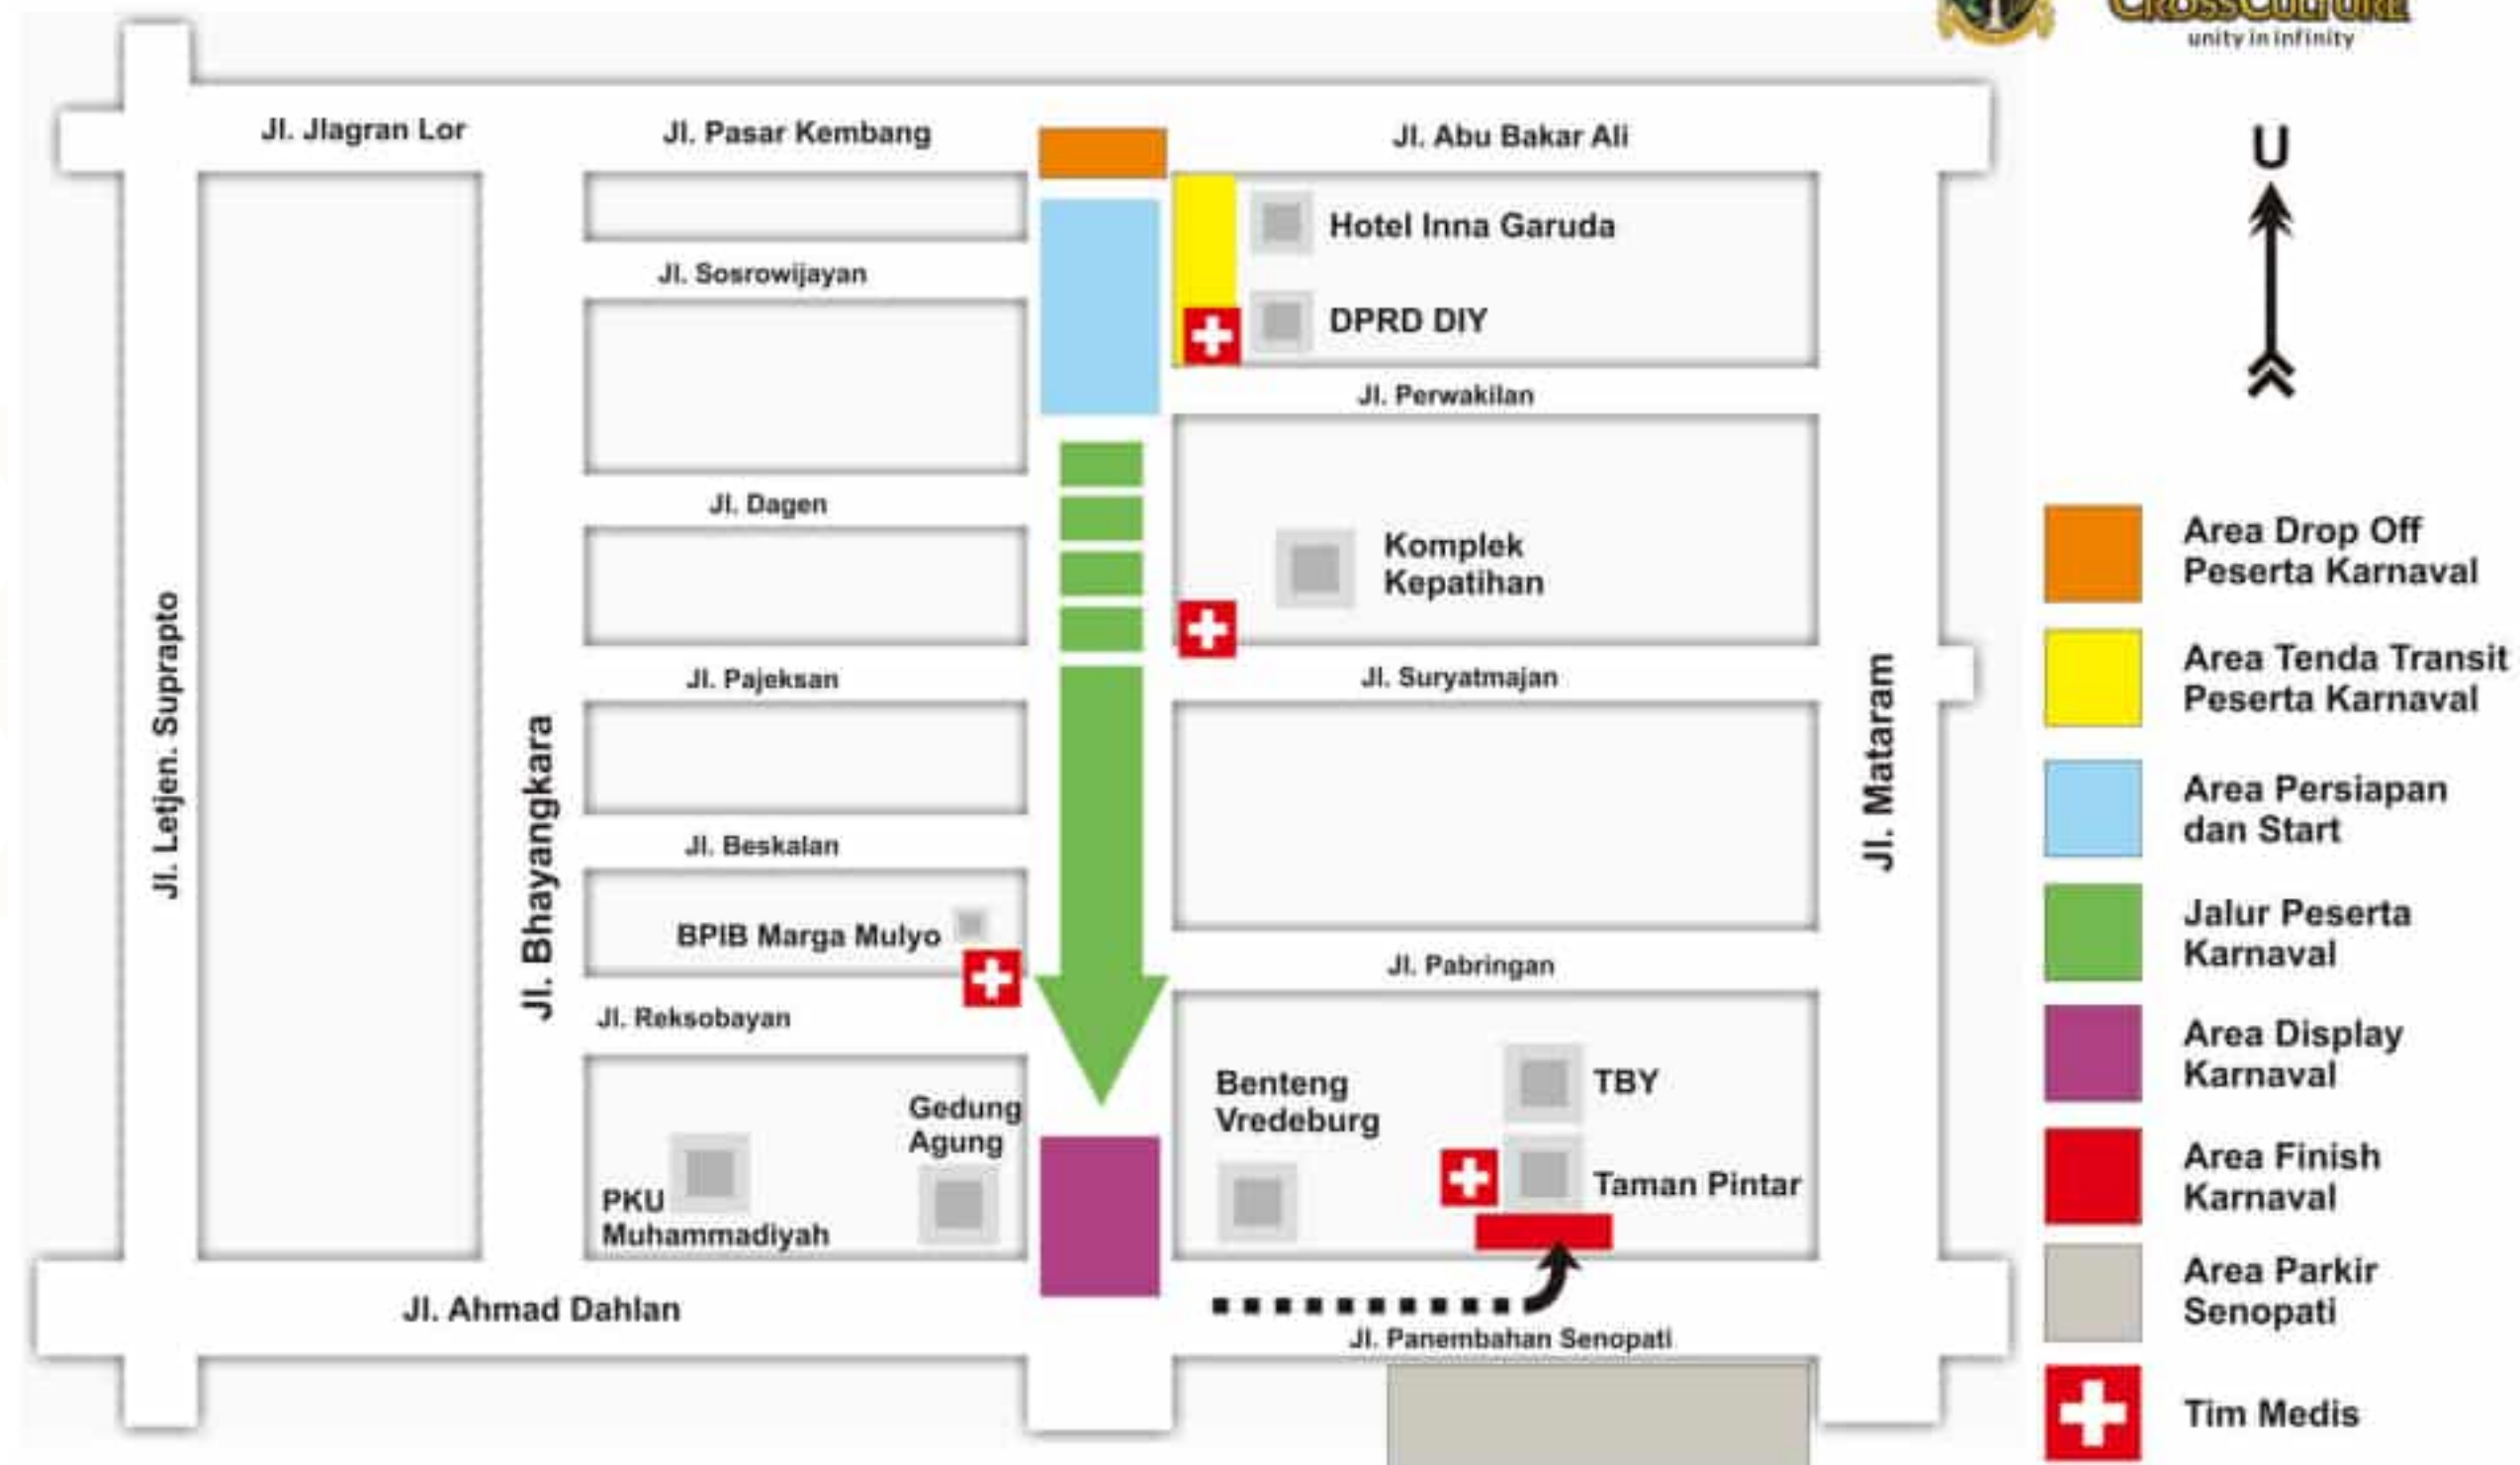 CROSSCULTURE
unity in infinity
Jl. Jlagran Lor
Jl. Pasar Kembang
Jl. Abu Bakar Ali
U
Hotel Inna Garuda
Jl. Sosrowijayan
DPRD DIY
Jl. Perwakilan
Jl. Dagen
Komplek
Kepatihan
Jl. Pajeksan
Jl. Suryatmajan
Jl. Letjen. Suprapto
Jl. Bhayangkara
Jl. Mataram
Jl. Beskalan
BPIB Marga Mulyo
Jl. Pabringan
Jl. Reksobayan
Gedung
Agung
Benteng
Vredeburg
TBY
PKU
Muhammadiyah
Taman Pintar
Jl. Ahmad Dahlan
Jl. Panembahan Senopati
Area Drop Off
Peserta Karnaval
Area Tenda Transit
Peserta Karnaval
Area Persiapan
dan Start
Jalur Peserta
Karnaval
Area Display
Karnaval
Area Finish
Karnaval
Area Parkir
Senopati
Tim Medis